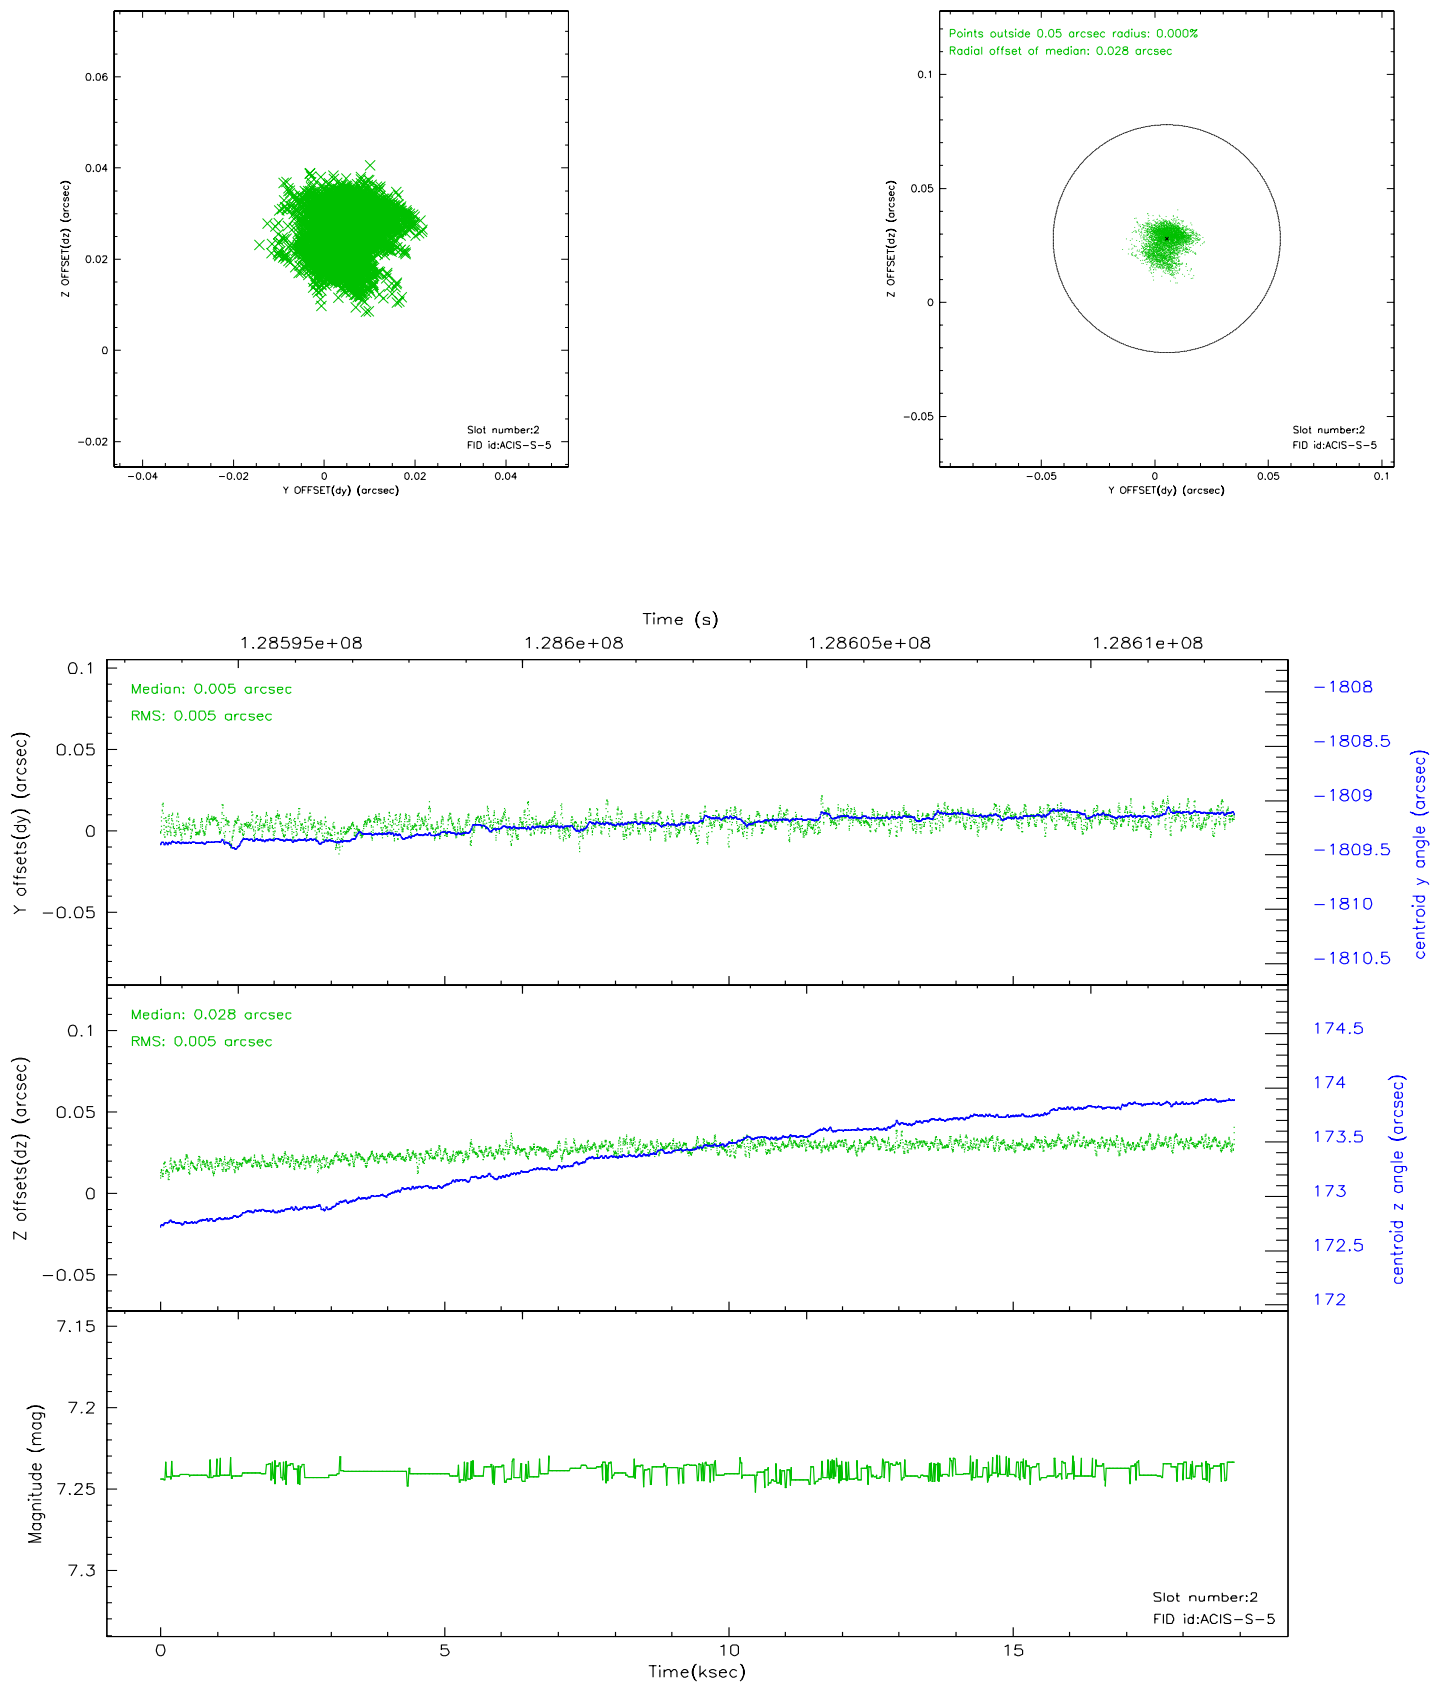 Points outside 0.05 arcsec radius: 0.000%
Radial offset of median: 0.028 arcsec
0.06
0.04
0.02
0
−0.02
Z OFFSET(dz) (arcsec)
Slot number:2
FID id:ACIS−S−5
−0.04 −0.02 0 0.02 0.04
Y OFFSET(dy) (arcsec)
0.1
0.05
0
−0.05
Z OFFSET(dz) (arcsec)
Slot number:2
FID id:ACIS−S−5
−0.05 0 0.05 0.1
Y OFFSET(dy) (arcsec)
Time (s)
1.28595e+08 1.286e+08 1.28605e+08 1.2861e+08
Median: 0.005 arcsec
RMS: 0.005 arcsec
0.1
0.05
0
−0.05
Y offsets(dy) (arcsec)
−1808
−1808.5
−1809
−1809.5
−1810
−1810.5
centroid y angle (arcsec)
Median: 0.028 arcsec
RMS: 0.005 arcsec
0.1
0.05
0
−0.05
Z offsets(dz) (arcsec)
174.5
174
173.5
173
172.5
172
centroid z angle (arcsec)
7.15
7.2
7.25
7.3
Magnitude (mag)
Slot number:2
FID id:ACIS−S−5
0 5 10 15
Time(ksec)